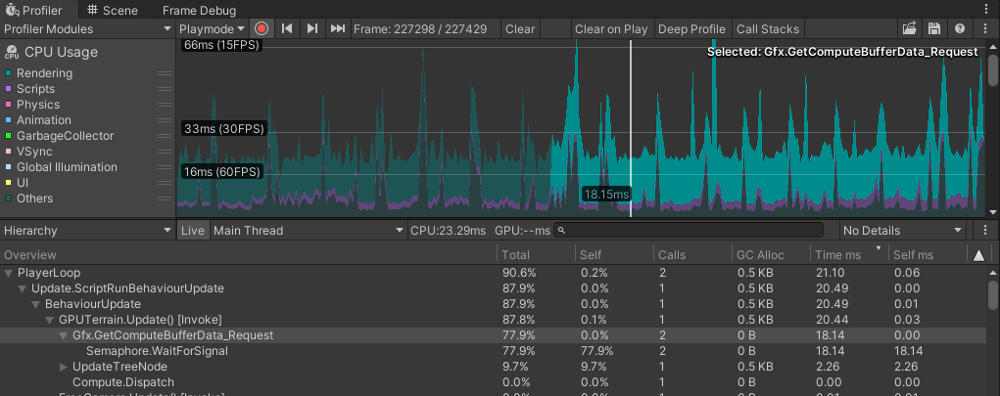 Profiler Scene Frame Debug
Profiler Modules Playmode Frame: 227298 / 227429 Clear Clear on Play Deep Profile Call Stacks
CPU Usage
Rendering
Scripts
Physics
Animation
GarbageCollector
VSync
Global Illumination
UI
Others
66ms (15FPS)
Selected: Gfx.GetComputeBufferData_Request
33ms (30FPS)
16ms (60FPS)
18.15ms
Hierarchy Live Main Thread CPU:23.29ms GPU:--ms No Details
Overview Total Self Calls GC Alloc Time ms Self ms
PlayerLoop 90.6% 0.2% 2 0.5 KB 21.10 0.06
Update.ScriptRunBehaviourUpdate 87.9% 0.0% 1 0.5 KB 20.49 0.00
BehaviourUpdate 87.9% 0.0% 1 0.5 KB 20.49 0.01
GPUTerrain.Update() [Invoke] 87.8% 0.1% 1 0.5 KB 20.44 0.03
Gfx.GetComputeBufferData_Request 77.9% 0.0% 2 0 B 18.14 0.00
Semaphore.WaitForSignal 77.9% 77.9% 2 0 B 18.14 18.14
UpdateTreeNode 9.7% 9.7% 1 0.5 KB 2.26 2.26
Compute.Dispatch 0.0% 0.0% 1 0 B 0.00 0.00